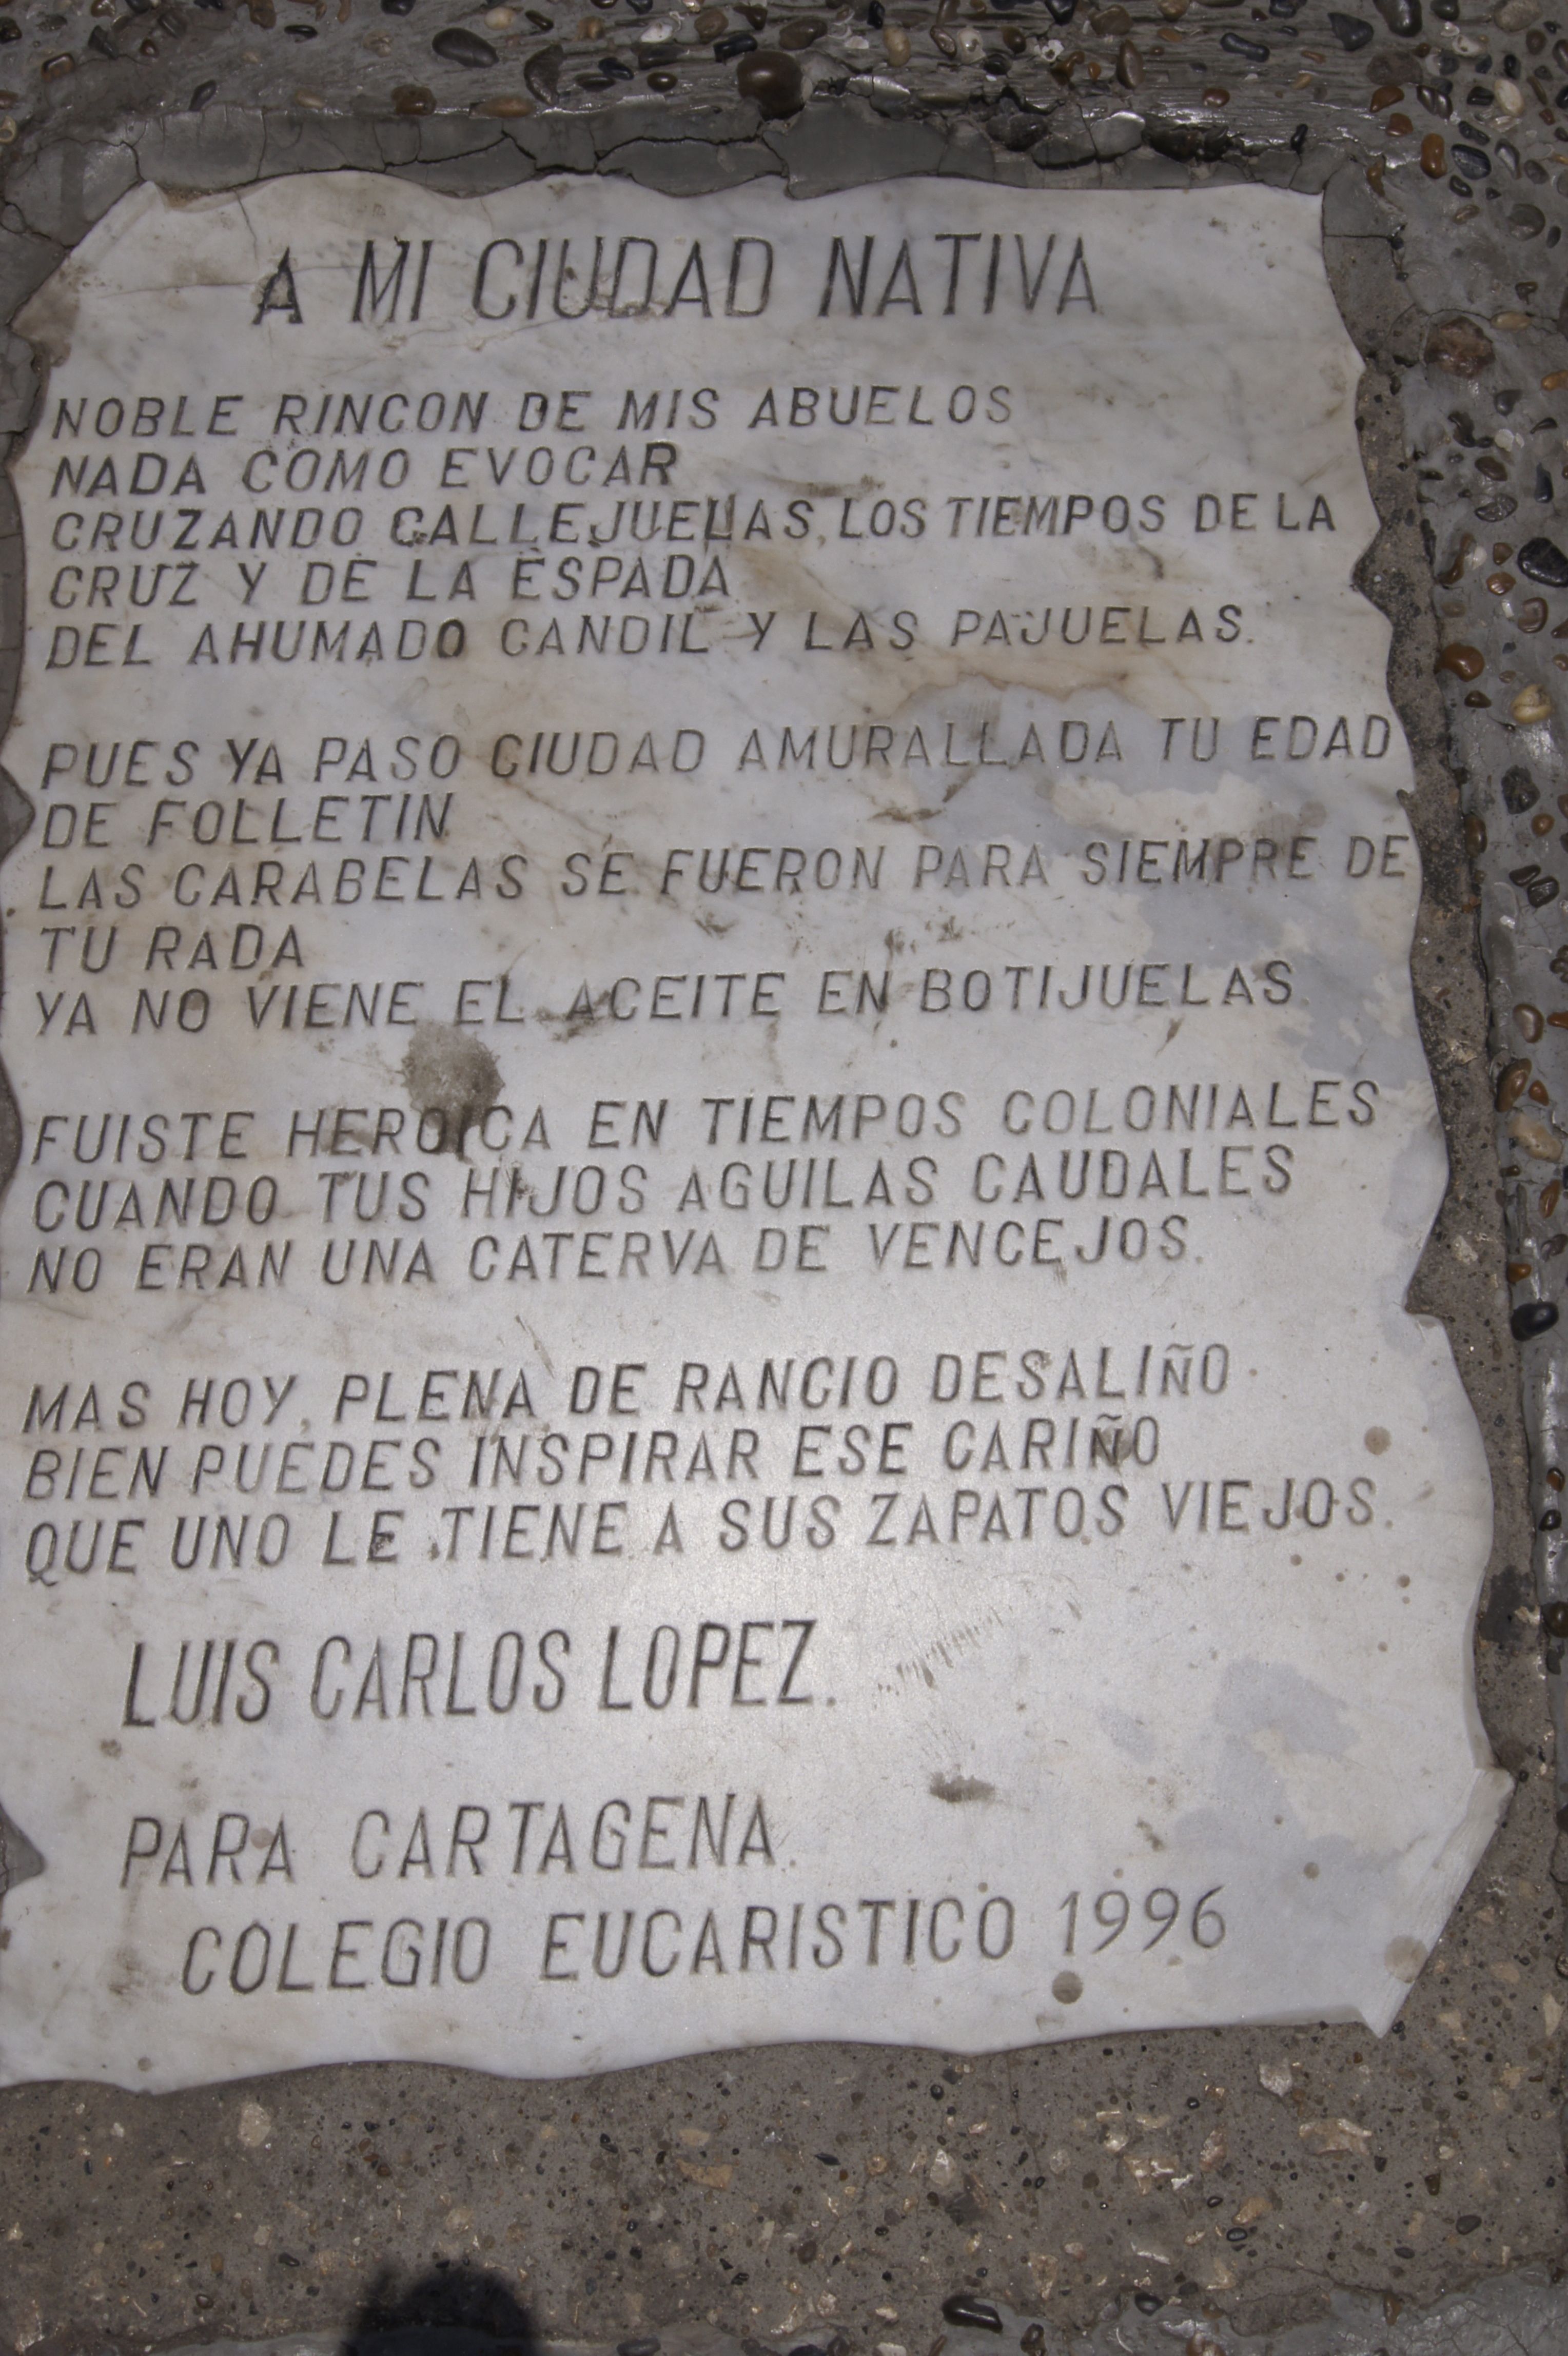 A MI CIUDAD NATIVA
NOBLE RINCON DE MIS ABUELOS
NADA COMO EVOCAR
CRUZANDO CALLEJUELAS, LOS TIEMPOS DE LA
CRUZ Y DE LA ESPADA
DEL AHUMADO CANDIL Y LAS PAJUELAS.
PUES YA PASO CIUDAD AMURALLADA TU EDAD
DE FOLLETIN
LAS CARABELAS SE FUERON PARA SIEMPRE DE
TU RADA
YA NO VIENE EL ACEITE EN BOTIJUELAS.
FUISTE HEROICA EN TIEMPOS COLONIALES
CUANDO TUS HIJOS AGUILAS CAUDALES
NO ERAN UNA CATERVA DE VENCEJOS.
MAS HOY, PLENA DE RANCIO DESALIÑO
BIEN PUEDES INSPIRAR ESE CARIÑO
QUE UNO LE TIENE A SUS ZAPATOS VIEJOS.
LUIS CARLOS LOPEZ.
PARA CARTAGENA.
COLEGIO EUCARISTICO 1996